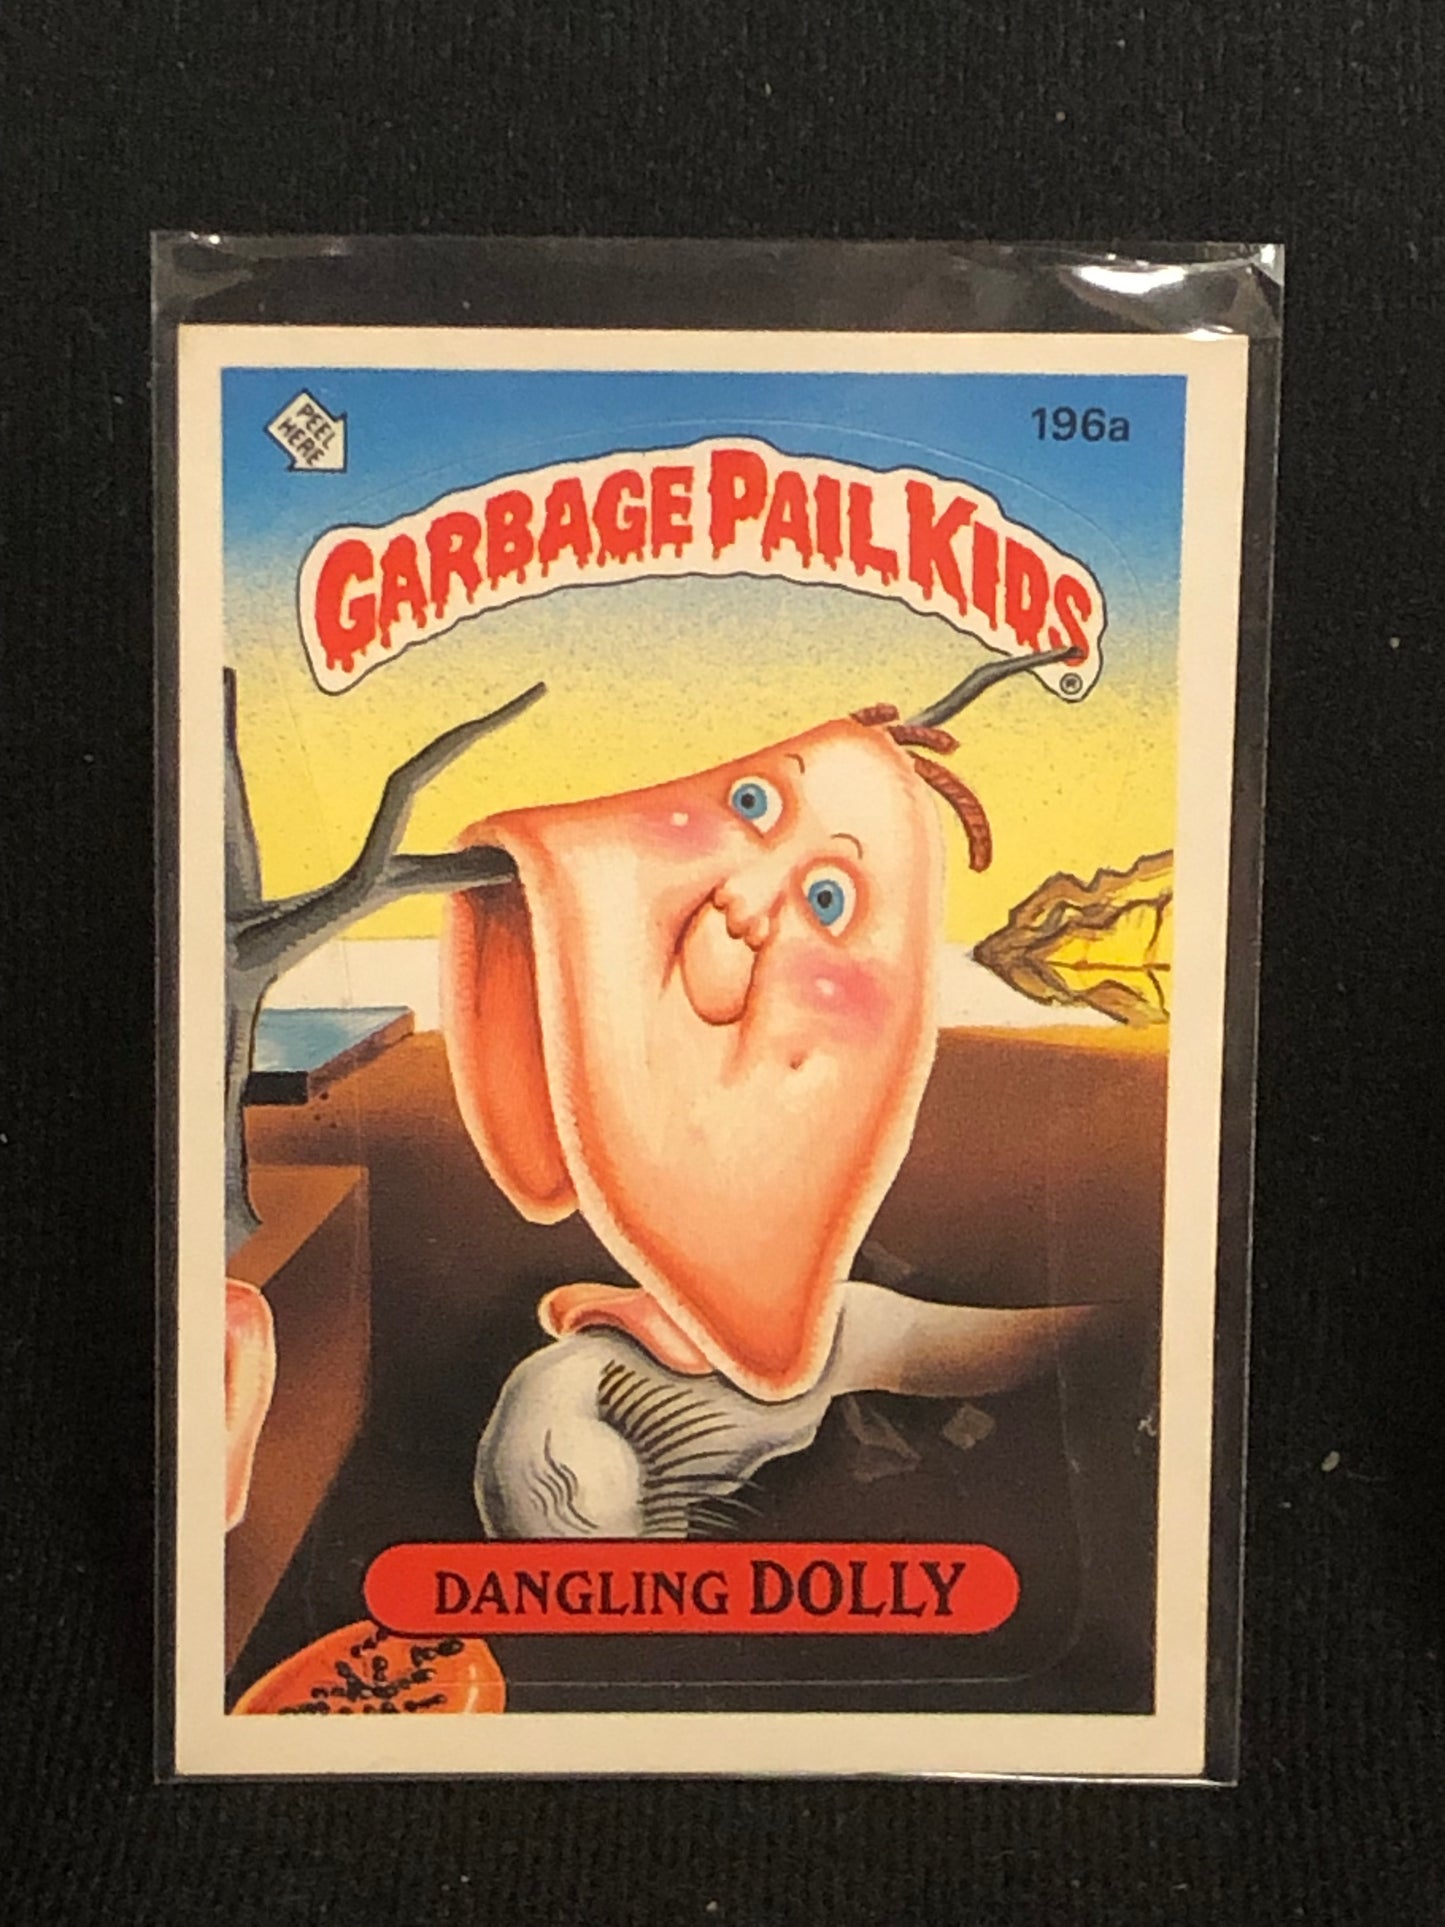 PEEL
HERE
196a
GARBAGE PAIL KIDS
®
DANGLING DOLLY